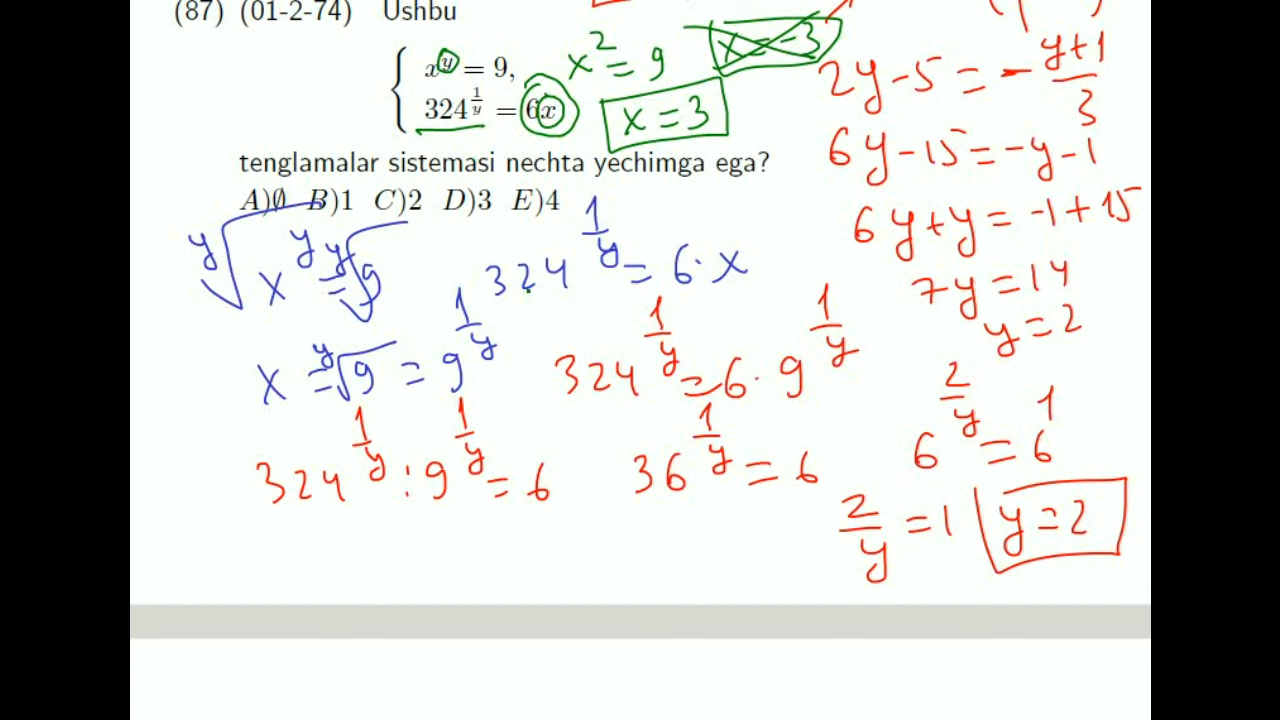 (87) (01-2-74) Ushbu
x^y = 9,
324^{1/y} = 6x
tenglamalar sistemasi nechta yechimga ega?
A)∅ B)1 C)2 D)3 E)4
x² = 9
x = -3
x = 3
2y - 5 = - (y+1)/3
6y - 15 = -y - 1
6y + y = -1 + 15
7y = 14
y = 2
ʸ√x^y = ʸ√9
324^{1/y} = 6 · x
x = ʸ√9 = 9^{1/y}
324^{1/y} = 6 · 9^{1/y}
324^{1/y} : 9^{1/y} = 6
36^{1/y} = 6
6^{2/y} = 6^1
2/y = 1
y = 2